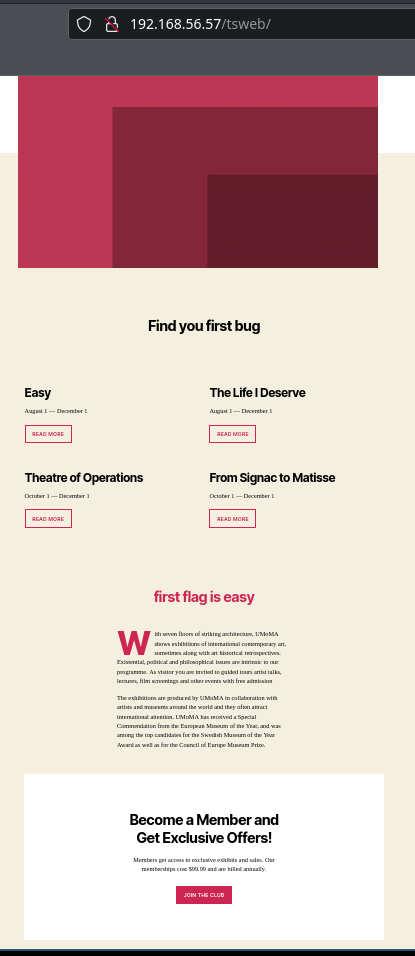 192.168.56.57/tsweb/
Find you first bug
Easy
August 1 — December 1
READ MORE
The Life I Deserve
August 1 — December 1
READ MORE
Theatre of Operations
October 1 — December 1
READ MORE
From Signac to Matisse
October 1 — December 1
READ MORE
first flag is easy
With seven floors of striking architecture, UMoMA
shows exhibitions of international contemporary art,
sometimes along with art historical retrospectives.
Existential, political and philosophical issues are intrinsic to our
programme. As visitor you are invited to guided tours artist talks,
lectures, film screenings and other events with free admission
The exhibitions are produced by UMoMA in collaboration with
artists and museums around the world and they often attract
international attention. UMoMA has received a Special
Commendation from the European Museum of the Year, and was
among the top candidates for the Swedish Museum of the Year
Award as well as for the Council of Europe Museum Prize.
Become a Member and
Get Exclusive Offers!
Members get access to exclusive exhibits and sales. Our
memberships cost $99.99 and are billed annually.
JOIN THE CLUB